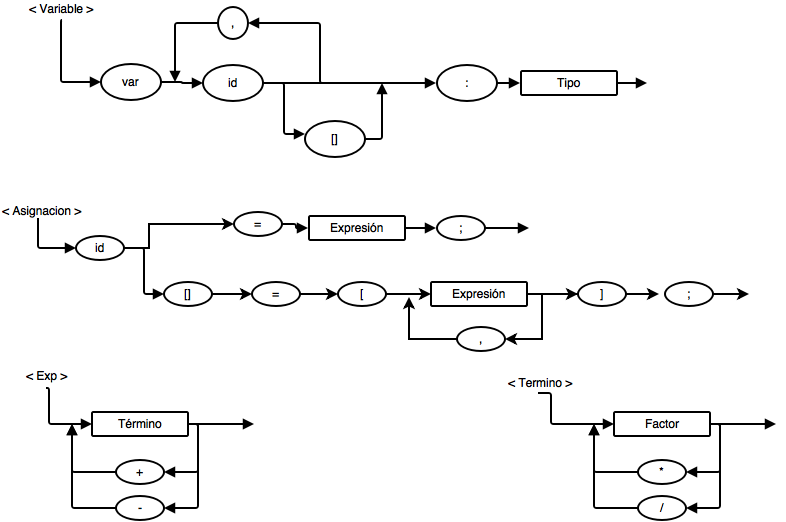 < Variable >
,
var
id
:
Tipo
[]
< Asignacion >
=
Expresión
;
id
[]
=
[
Expresión
]
;
,
< Exp >
< Termino >
Término
Factor
+
*
-
/